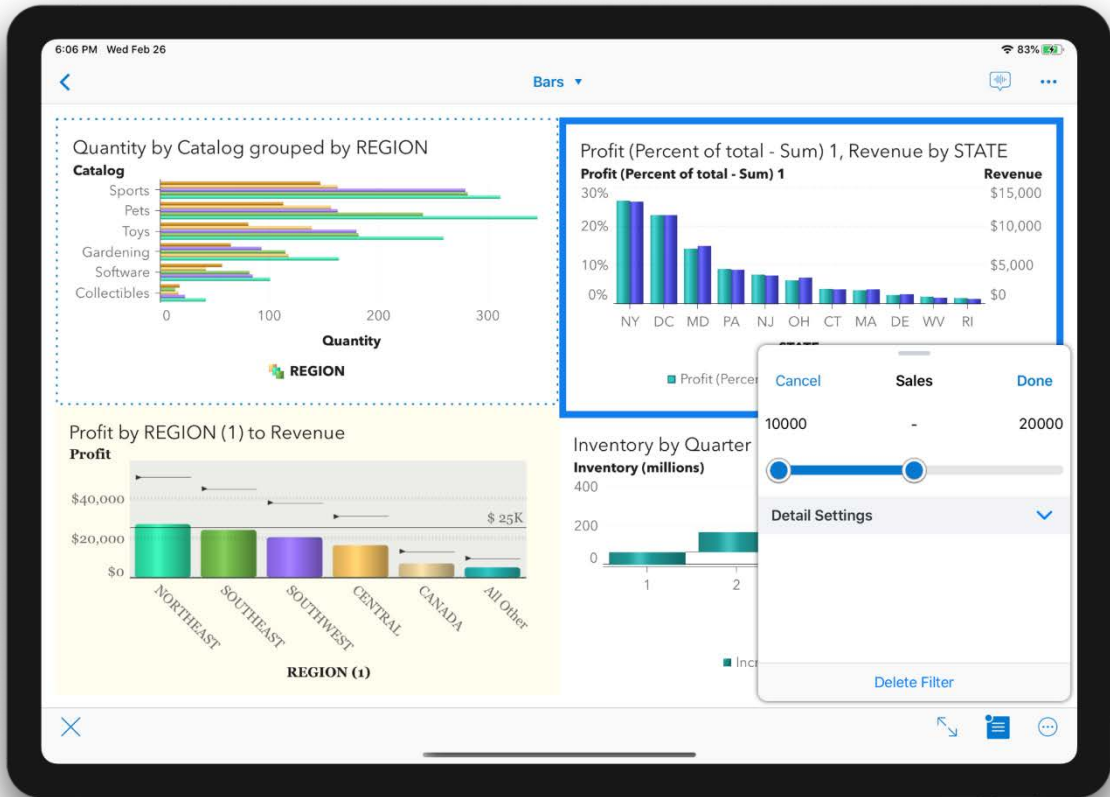 6:06 PM Wed Feb 26
83%
Bars
Quantity by Catalog grouped by REGION
Catalog
Sports
Pets
Toys
Gardening
Software
Collectibles
0 100 200 300
Quantity
REGION
Profit (Percent of total - Sum) 1, Revenue by STATE
Profit (Percent of total - Sum) 1 Revenue
30% $15,000
20% $10,000
10% $5,000
0% $0
NY DC MD PA NJ OH CT MA DE WV RI
Profit (Percer
Profit by REGION (1) to Revenue
Profit
$40,000
$ 25K
$20,000
$0
NORTHEAST SOUTHEAST SOUTHWEST CENTRAL CANADA All Other
REGION (1)
Inventory by Quarter
Inventory (millions)
400
200
0
1 2
Incr
Cancel Sales Done
10000 - 20000
Detail Settings
Delete Filter